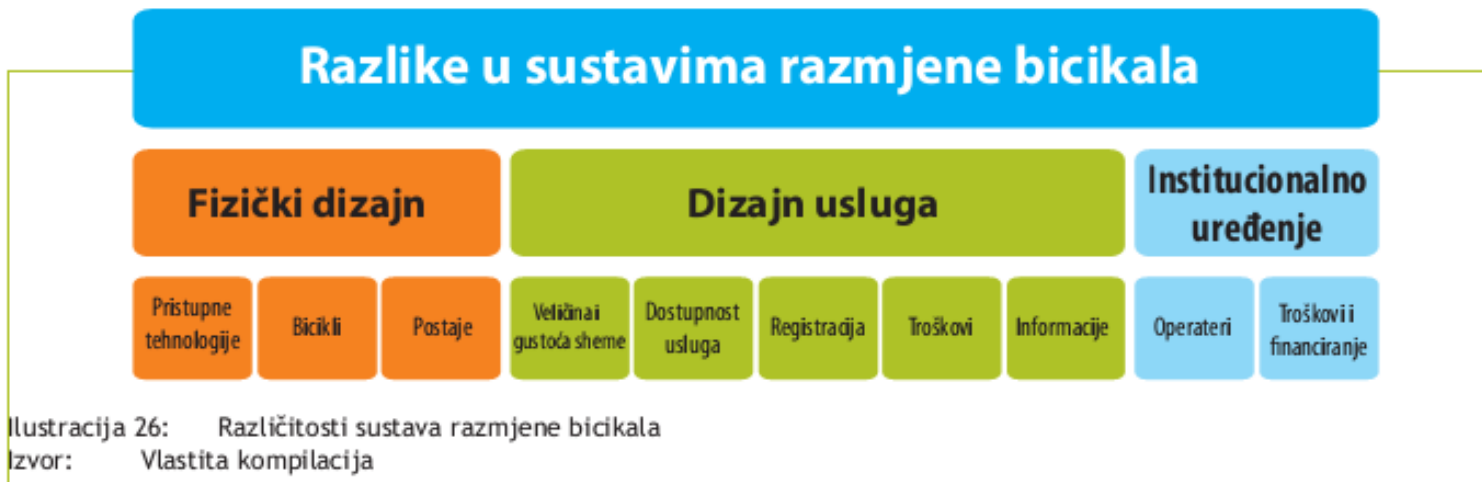 Razlike u sustavima razmjene bicikala
Fizički dizajn
Dizajn usluga
Institucionalno
uređenje
Pristupne
tehnologije
Bicikli
Postaje
Veličina i
gustoća sheme
Dostupnost
usluga
Registracija
Troškovi
Informacije
Operateri
Troškovi i
financiranje
Ilustracija 26: Različitosti sustava razmjene bicikala
Izvor: Vlastita kompilacija